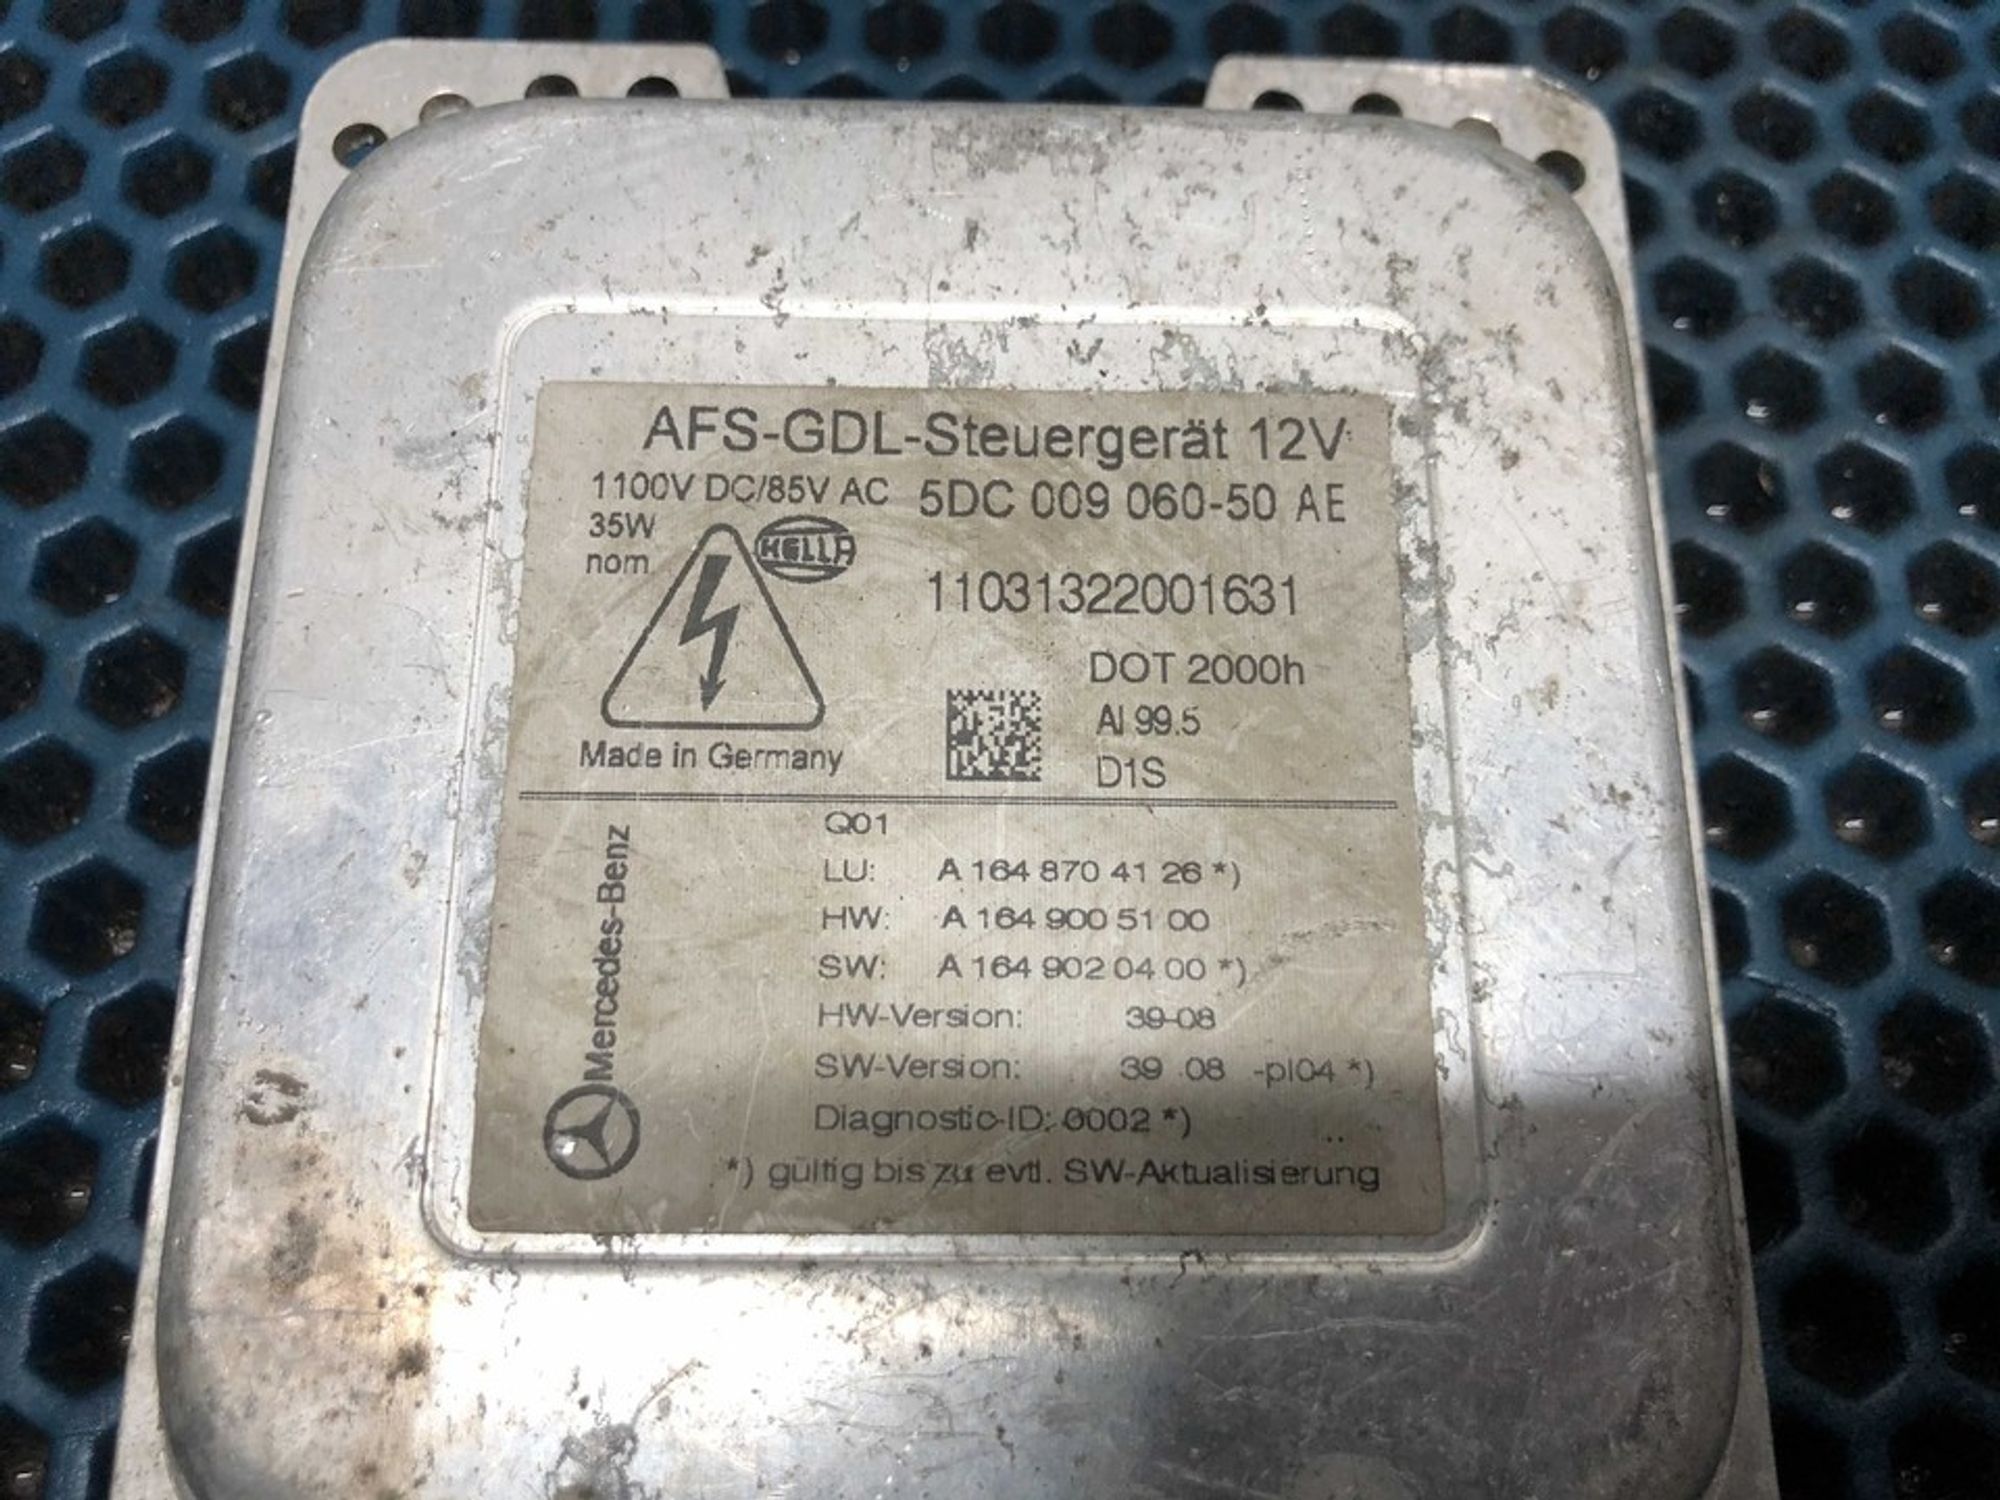 AFS-GDL-Steuergerät 12V
1100V DC/85V AC 5DC 009 060-50 AE
35W
nom
HELLA
11031322001631
DOT 2000h
Al 99.5
D1S
Made in Germany
Mercedes-Benz
Q01
LU: A 164 870 41 26 *)
HW: A 164 900 51 00
SW: A 164 902 04 00 *)
HW-Version: 39-08
SW-Version: 39 08 -pl04 *)
Diagnostic-ID: 0002 *)
*) gültig bis zu evtl. SW-Aktualisierung